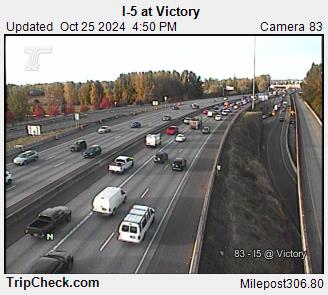 I-5 at Victory
Updated Oct 25 2024 4:50 PM Camera 83
T
N
83 - I5 @ Victory
TripCheck.com Milepost306.80